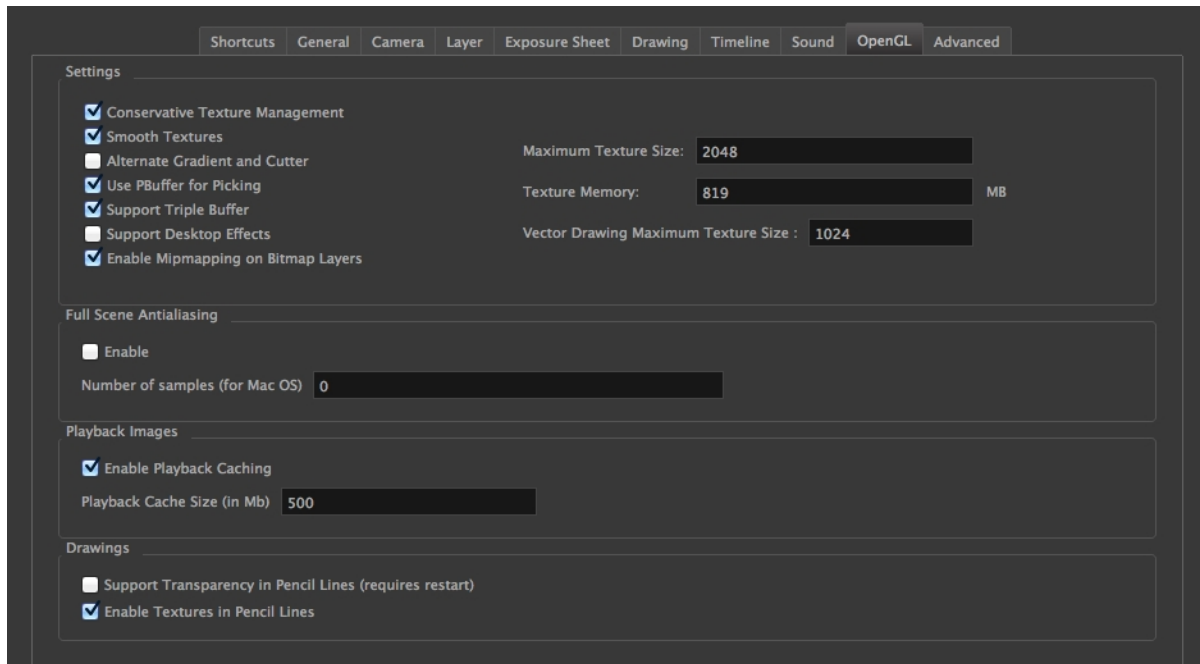 Shortcuts General Camera Layer Exposure Sheet Drawing Timeline Sound OpenGL Advanced
Settings
Conservative Texture Management
Smooth Textures
Alternate Gradient and Cutter
Use PBuffer for Picking
Support Triple Buffer
Support Desktop Effects
Enable Mipmapping on Bitmap Layers
Maximum Texture Size: 2048
Texture Memory: 819 MB
Vector Drawing Maximum Texture Size : 1024
Full Scene Antialiasing
Enable
Number of samples (for Mac OS) 0
Playback Images
Enable Playback Caching
Playback Cache Size (in Mb) 500
Drawings
Support Transparency in Pencil Lines (requires restart)
Enable Textures in Pencil Lines